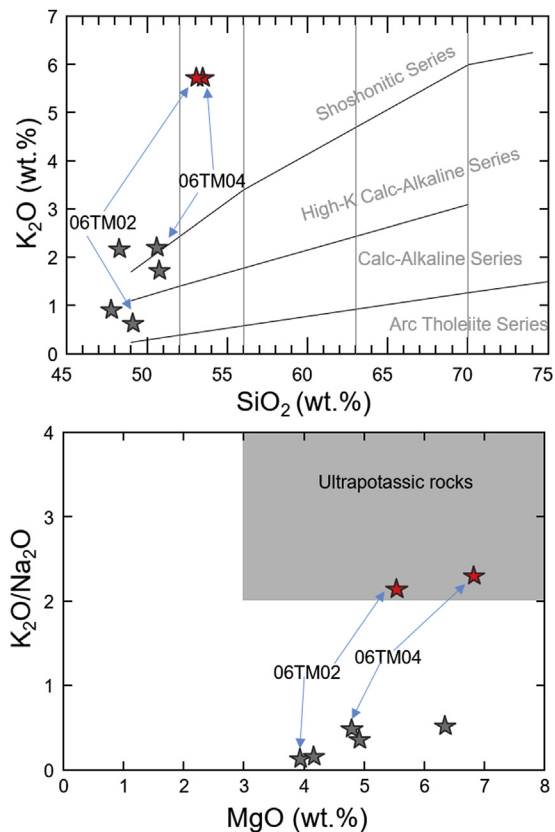 7
6
5
4
3
2
1
0
K₂O (wt.%)
Shoshonitic Series
High-K Calc-Alkaline Series
Calc-Alkaline Series
Arc Tholeiite Series
06TM04
06TM02
45 50 55 60 65 70 75
SiO₂ (wt.%)
4
3
2
1
0
K₂O/Na₂O
Ultrapotassic rocks
06TM02
06TM04
0 1 2 3 4 5 6 7 8
MgO (wt.%)